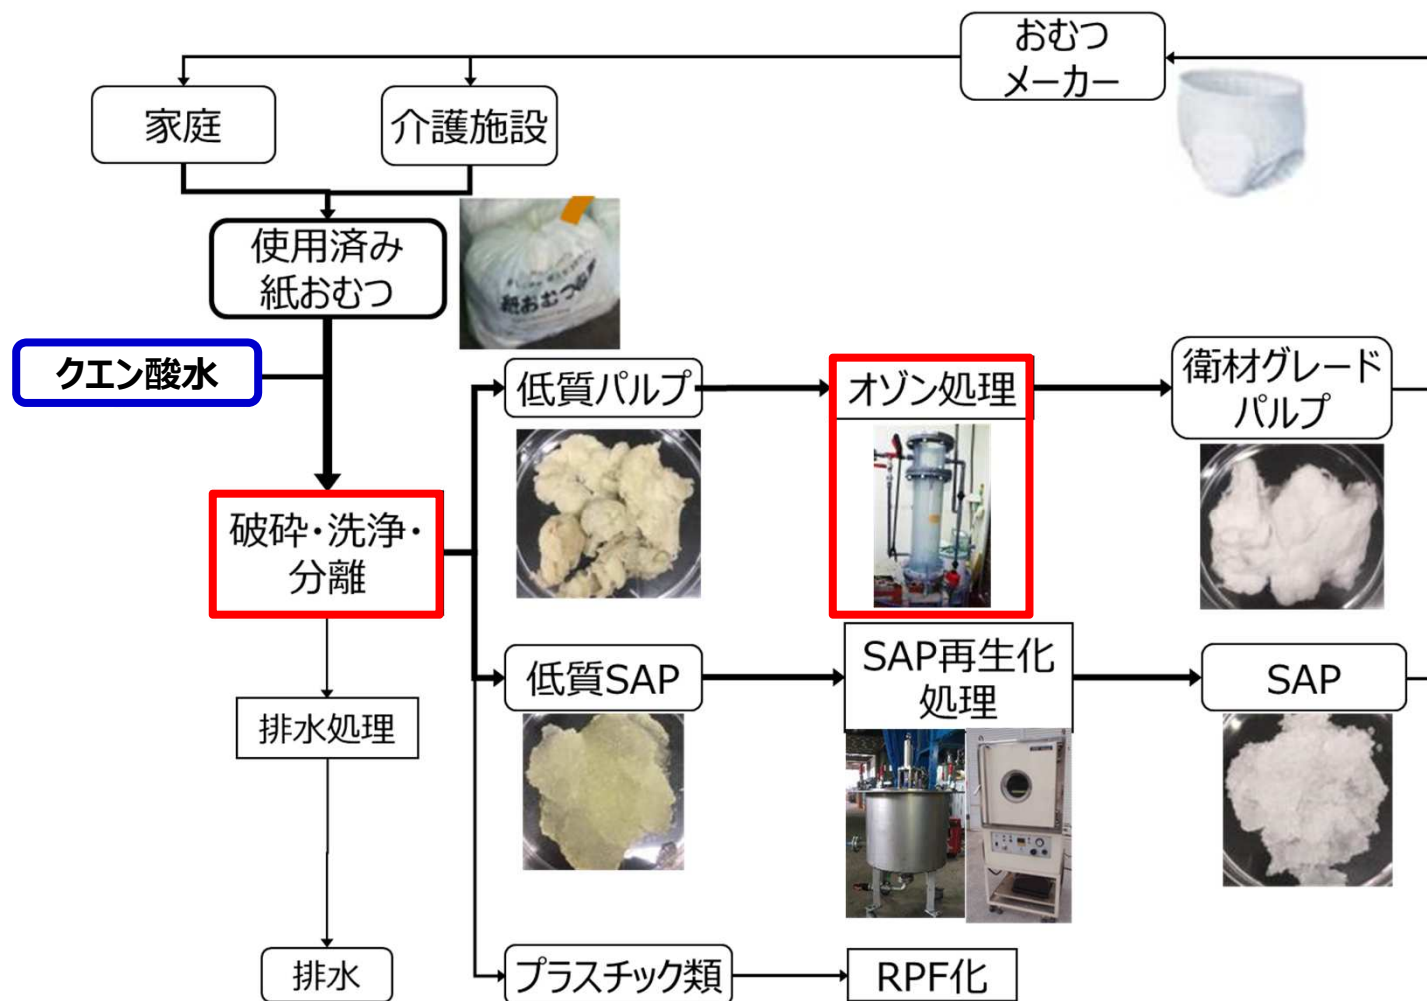 おむつ
メーカー
家庭
介護施設
使用済み
紙おむつ
紙おむつ
クエン酸水
低質パルプ
オゾン処理
衛材グレード
パルプ
破砕・洗浄・
分離
低質SAP
SAP再生化
処理
SAP
排水処理
排水
プラスチック類
RPF化